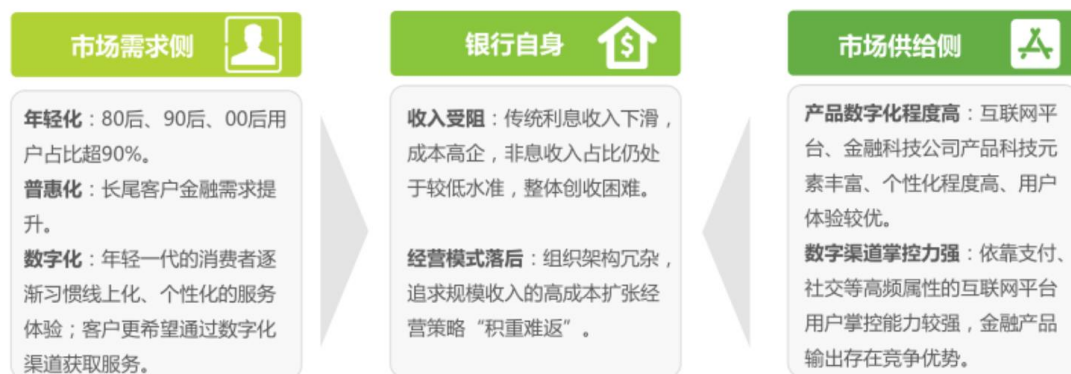 市场需求侧
年轻化：80后、90后、00后用
户占比超90%。
普惠化：长尾客户金融需求提
升。
数字化：年轻一代的消费者逐
渐习惯线上化、个性化的服务
体验；客户更希望通过数字化
渠道获取服务。
银行自身
收入受阻：传统利息收入下滑，
成本高企，非息收入占比仍处
于较低水准，整体创收困难。
经营模式落后：组织架构冗杂，
追求规模收入的高成本扩张经
营策略“积重难返”。
市场供给侧
产品数字化程度高：互联网平
台、金融科技公司产品科技元
素丰富、个性化程度高、用户
体验较优。
数字渠道掌控力强：依靠支付、
社交等高频属性的互联网平台
用户掌控能力较强，金融产品
输出存在竞争优势。